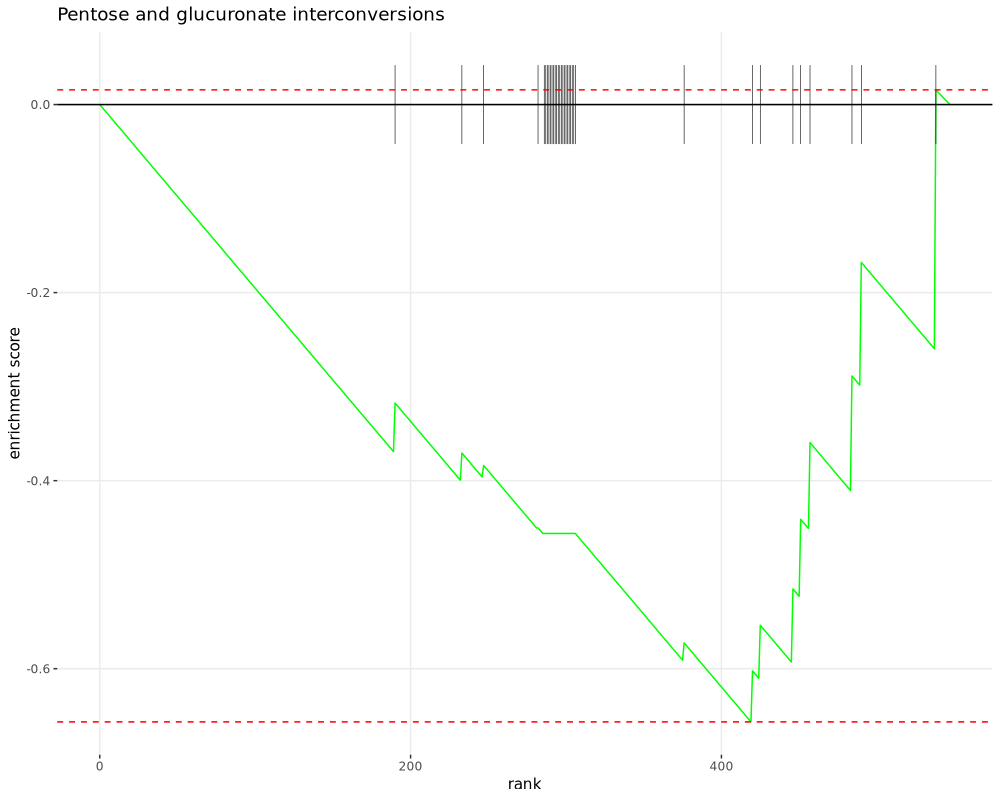 Pentose and glucuronate interconversions
0.0
-0.2
-0.4
-0.6
enrichment score
0
200
400
rank